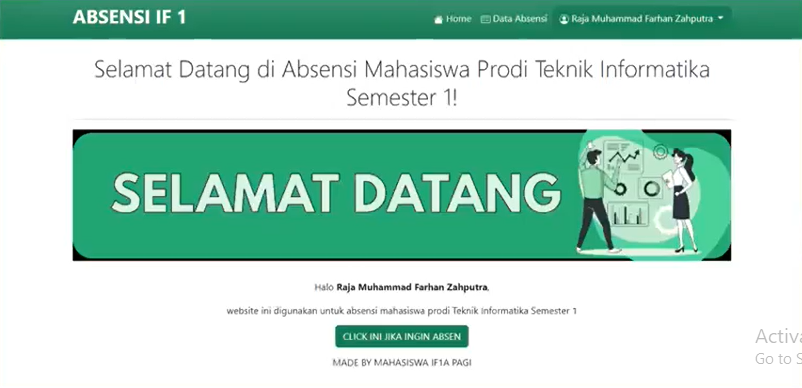 ABSENSI IF 1
Home Data Absensi Raja Muhammad Farhan Zahputra
Selamat Datang di Absensi Mahasiswa Prodi Teknik Informatika
Semester 1!
SELAMAT DATANG
Halo Raja Muhammad Farhan Zahputra,
website ini digunakan untuk absensi mahasiswa prodi Teknik Informatika Semester 1
CLICK INI JIKA INGIN ABSEN
MADE BY MAHASISWA IF1A PAGI
Activa
Go to S